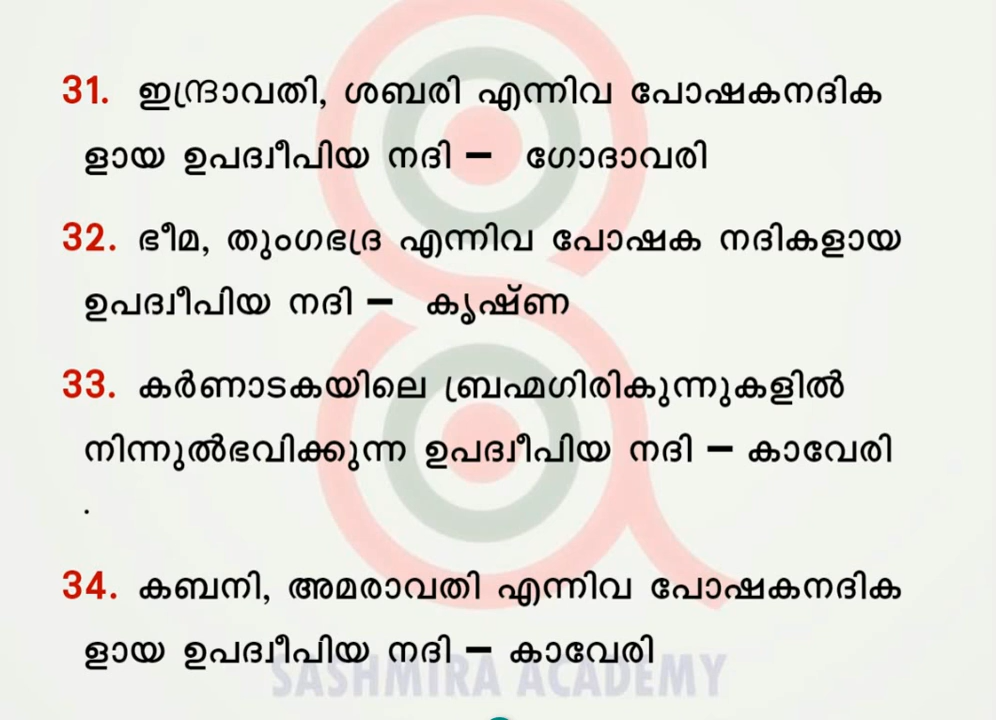 31. ഇന്ദ്രാവതി, ശബരി എന്നിവ പോഷകനദിക
ളായ ഉപദ്വീപിയ നദി – ഗോദാവരി
32. ഭീമ, തുംഗഭദ്ര എന്നിവ പോഷക നദികളായ
ഉപദ്വീപിയ നദി – കൃഷ്ണ
33. കർണാടകയിലെ ബ്രഹ്മഗിരികുന്നുകളിൽ
നിന്നുൽഭവിക്കുന്ന ഉപദ്വീപിയ നദി – കാവേരി
.
34. കബനി, അമരാവതി എന്നിവ പോഷകനദിക
ളായ ഉപദ്വീപിയ നദി – കാവേരി
SASHMIRA ACADEMY